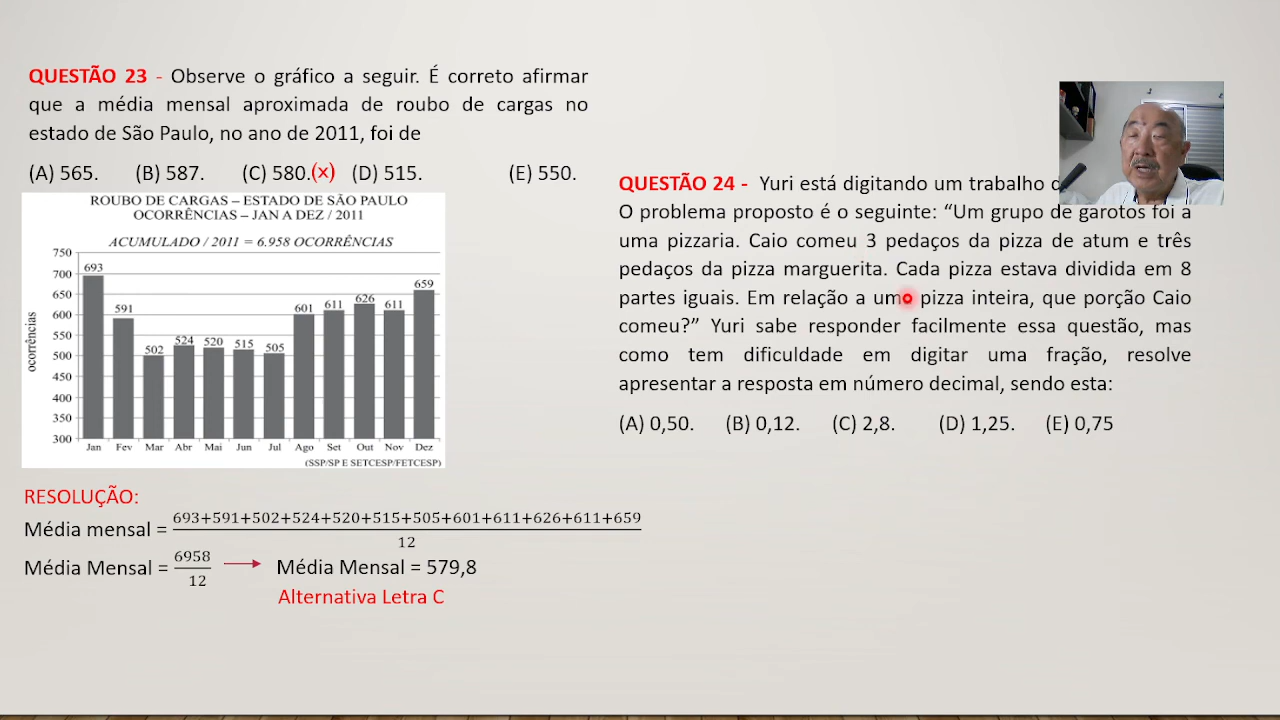 QUESTÃO 23 - Observe o gráfico a seguir. É correto afirmar
que a média mensal aproximada de roubo de cargas no
estado de São Paulo, no ano de 2011, foi de
(A) 565. (B) 587. (C) 580.(x) (D) 515. (E) 550.
ROUBO DE CARGAS – ESTADO DE SÃO PAULO
OCORRÊNCIAS – JAN A DEZ / 2011
ACUMULADO / 2011 = 6.958 OCORRÊNCIAS
ocorrências
750
700
650
600
550
500
450
400
350
300
693
591
502
524
520
515
505
601
611
626
611
659
Jan Fev Mar Abr Mai Jun Jul Ago Set Out Nov Dez
(SSP/SP E SETCESP/FETCESP)
RESOLUÇÃO:
Média mensal = 693+591+502+524+520+515+505+601+611+626+611+659
12
Média Mensal = 6958
12
Média Mensal = 579,8
Alternativa Letra C
QUESTÃO 24 - Yuri está digitando um trabalho
O problema proposto é o seguinte: “Um grupo de garotos foi a
uma pizzaria. Caio comeu 3 pedaços da pizza de atum e três
pedaços da pizza marguerita. Cada pizza estava dividida em 8
partes iguais. Em relação a uma pizza inteira, que porção Caio
comeu?” Yuri sabe responder facilmente essa questão, mas
como tem dificuldade em digitar uma fração, resolve
apresentar a resposta em número decimal, sendo esta:
(A) 0,50. (B) 0,12. (C) 2,8. (D) 1,25. (E) 0,75